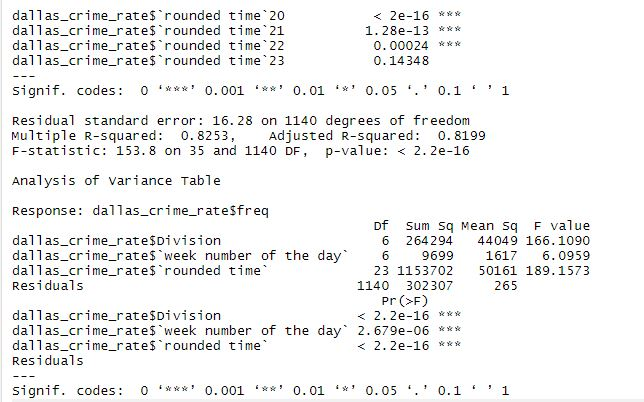 dallas_crime_rate$`rounded time`20 < 2e-16 ***
dallas_crime_rate$`rounded time`21 1.28e-13 ***
dallas_crime_rate$`rounded time`22 0.00024 ***
dallas_crime_rate$`rounded time`23 0.14348
---
Signif. codes: 0 ‘***’ 0.001 ‘**’ 0.01 ‘*’ 0.05 ‘.’ 0.1 ‘ ’ 1
Residual standard error: 16.28 on 1140 degrees of freedom
Multiple R-squared: 0.8253, Adjusted R-squared: 0.8199
F-statistic: 153.8 on 35 and 1140 DF, p-value: < 2.2e-16
Analysis of Variance Table
Response: dallas_crime_rate$freq
Df Sum Sq Mean Sq F value
dallas_crime_rate$Division 6 264294 44049 166.1090
dallas_crime_rate$`week number of the day` 6 9699 1617 6.0959
dallas_crime_rate$`rounded time` 23 1153702 50161 189.1573
Residuals 1140 302307 265
Pr(>F)
dallas_crime_rate$Division < 2.2e-16 ***
dallas_crime_rate$`week number of the day` 2.679e-06 ***
dallas_crime_rate$`rounded time` < 2.2e-16 ***
Residuals
---
Signif. codes: 0 ‘***’ 0.001 ‘**’ 0.01 ‘*’ 0.05 ‘.’ 0.1 ‘ ’ 1